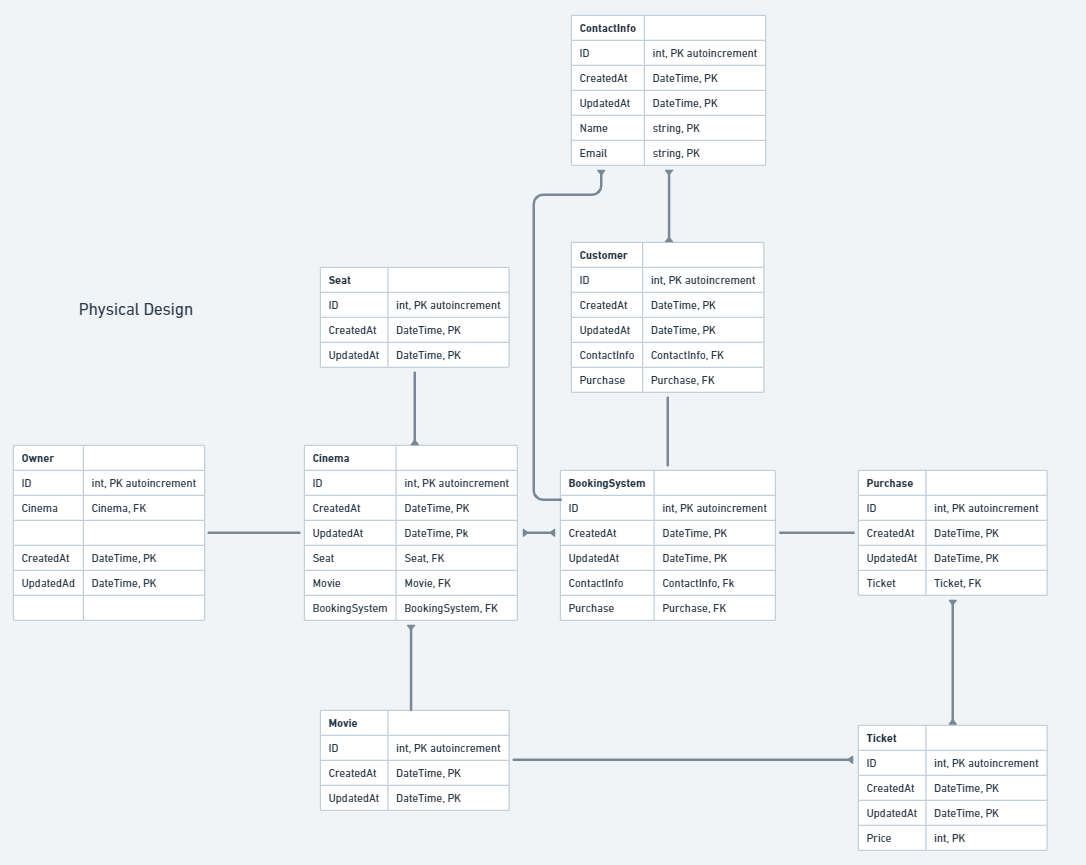 ContactInfo
ID int, PK autoincrement
CreatedAt DateTime, PK
UpdatedAt DateTime, PK
Name string, PK
Email string, PK
Customer
ID int, PK autoincrement
CreatedAt DateTime, PK
UpdatedAt DateTime, PK
ContactInfo ContactInfo, FK
Purchase Purchase, FK
Seat
ID int, PK autoincrement
CreatedAt DateTime, PK
UpdatedAt DateTime, PK
Physical Design
Owner
ID int, PK autoincrement
Cinema Cinema, FK
CreatedAt DateTime, PK
UpdatedAd DateTime, PK
Cinema
ID int, PK autoincrement
CreatedAt DateTime, PK
UpdatedAt DateTime, Pk
Seat Seat, FK
Movie Movie, FK
BookingSystem BookingSystem, FK
BookingSystem
ID int, PK autoincrement
CreatedAt DateTime, PK
UpdatedAt DateTime, PK
ContactInfo ContactInfo, Fk
Purchase Purchase, FK
Purchase
ID int, PK autoincrement
CreatedAt DateTime, PK
UpdatedAt DateTime, PK
Ticket Ticket, FK
Movie
ID int, PK autoincrement
CreatedAt DateTime, PK
UpdatedAt DateTime, PK
Ticket
ID int, PK autoincrement
CreatedAt DateTime, PK
UpdatedAt DateTime, PK
Price int, PK